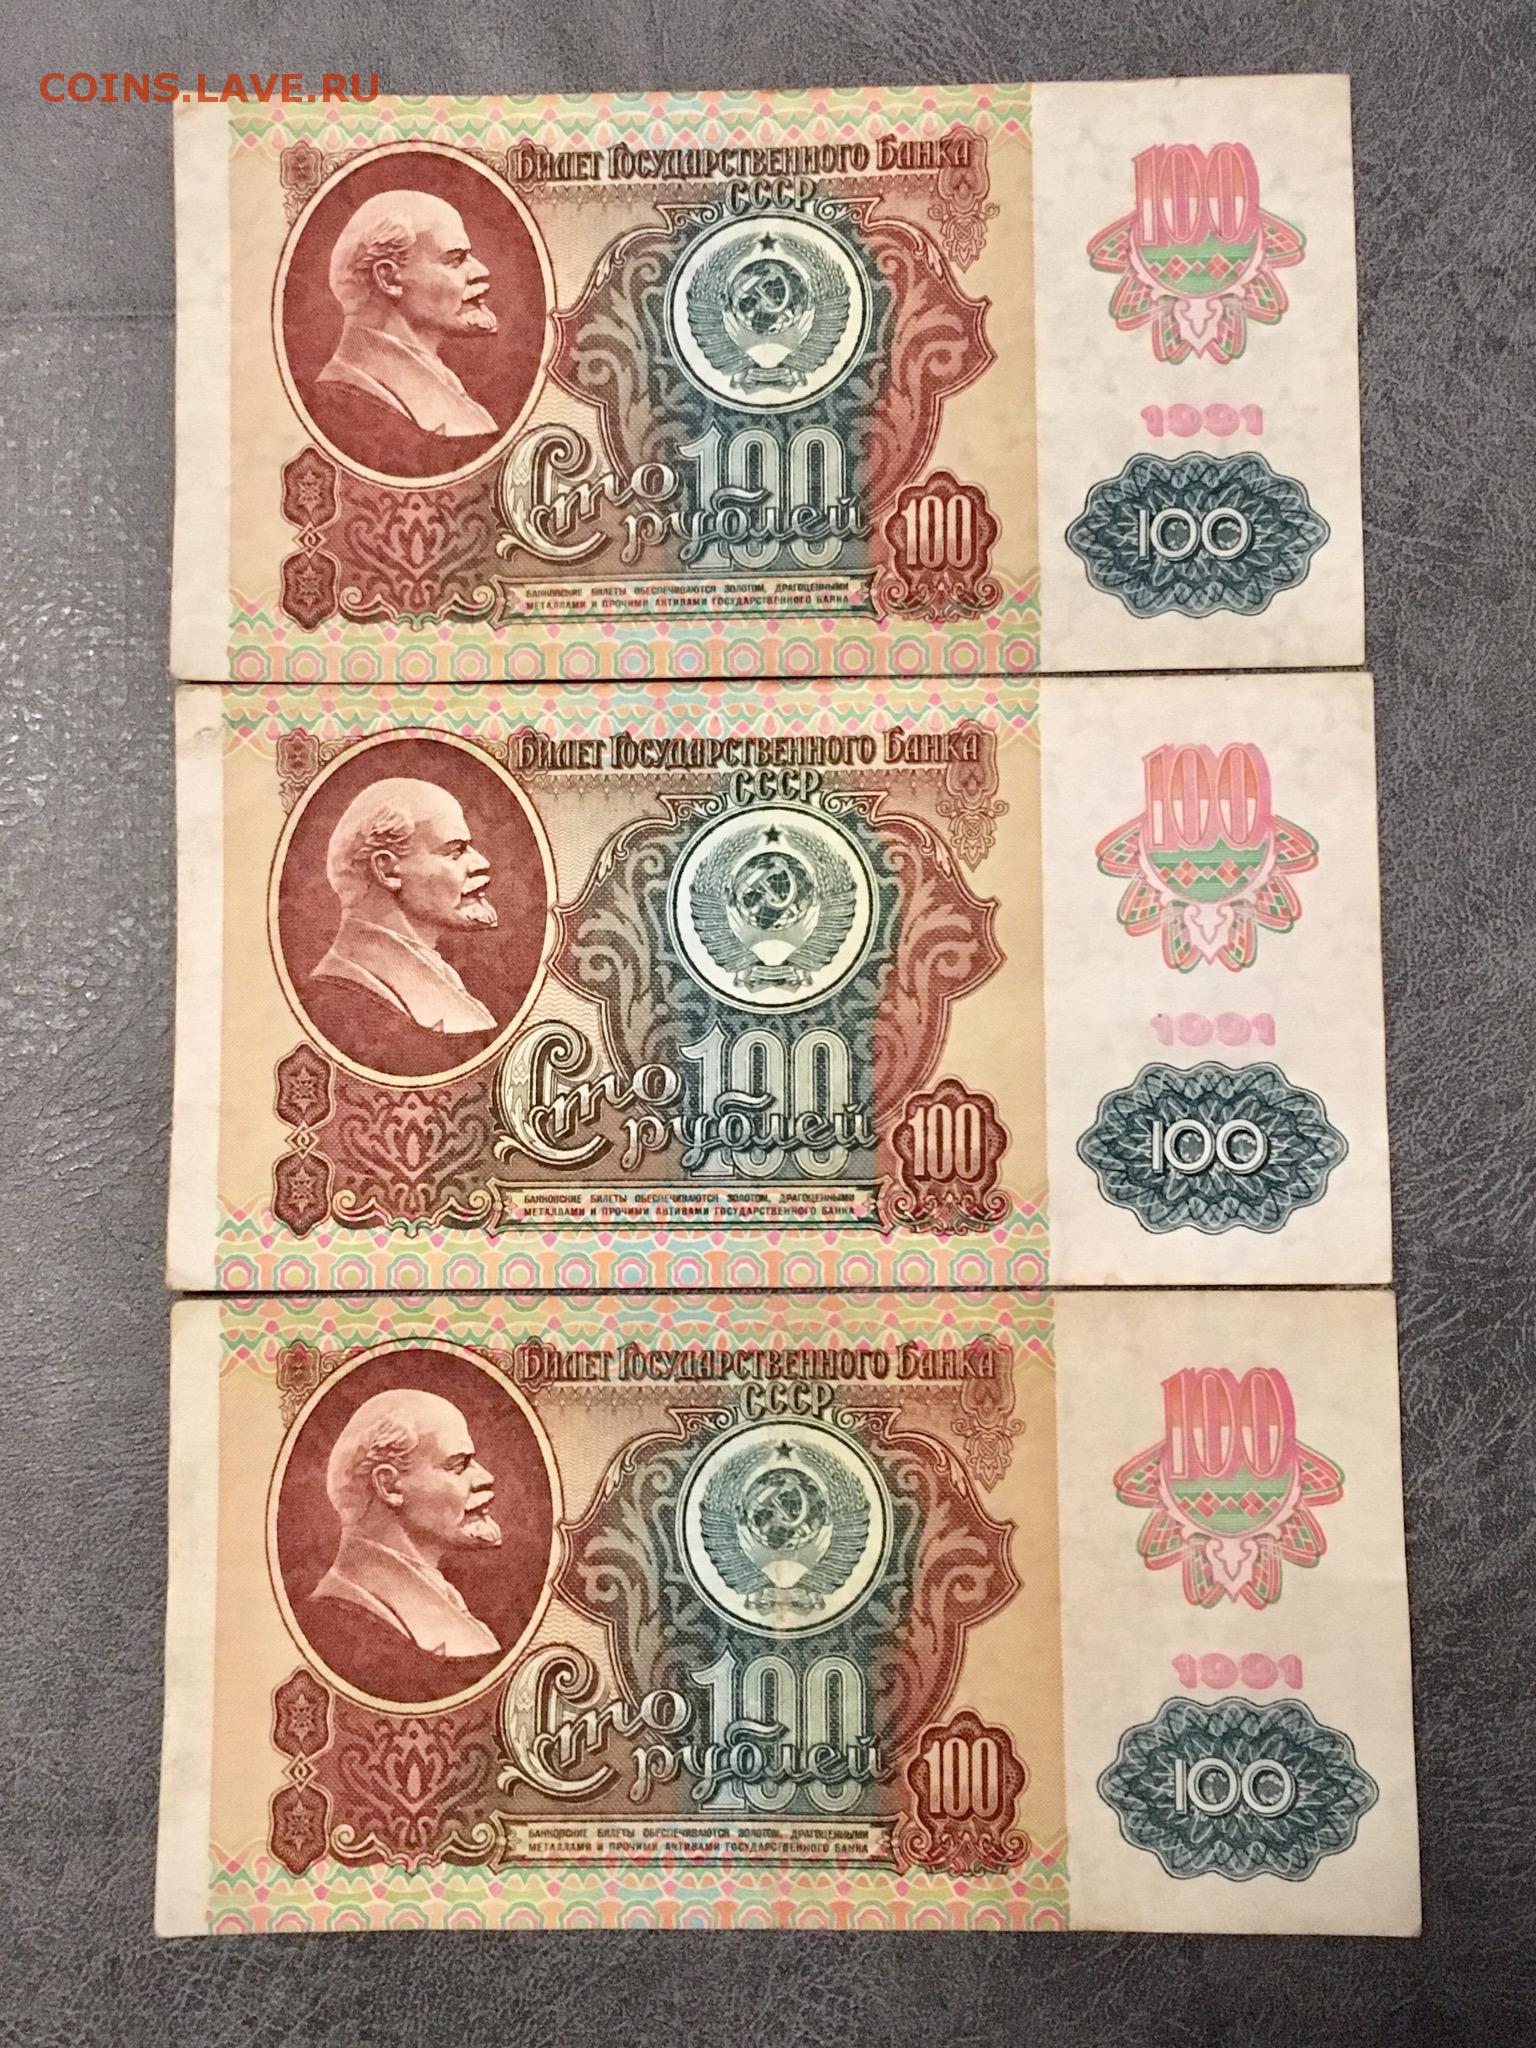 COINS.LAVE.RU
Билет Государственного Банка
СССР
100
1991
100
Сто
рублей
100
100
100
Банковские билеты обеспечиваются золотом, драгоценными
металлами и прочими активами Государственного банка
Билет Государственного Банка
СССР
100
1991
100
Сто
рублей
100
100
100
Банковские билеты обеспечиваются золотом, драгоценными
металлами и прочими активами Государственного банка
Билет Государственного Банка
СССР
100
1991
100
Сто
рублей
100
100
100
Банковские билеты обеспечиваются золотом, драгоценными
металлами и прочими активами Государственного банка